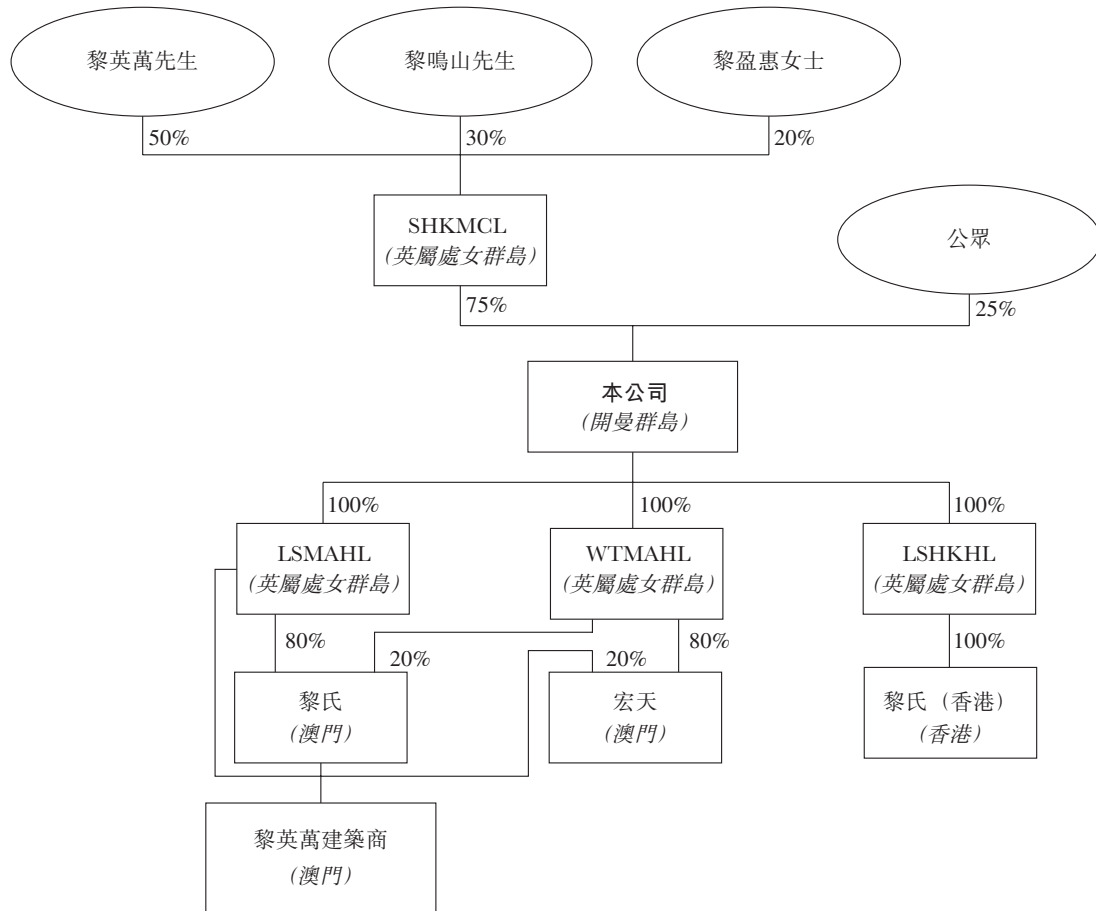 黎英萬先生
黎鳴山先生
黎盈惠女士
50%
30%
20%
SHKMCL
(英屬處女群島)
公眾
75%
25%
本公司
(開曼群島)
100%
100%
100%
LSMAHL
(英屬處女群島)
WTMAHL
(英屬處女群島)
LSHKHL
(英屬處女群島)
80%
20%
20%
80%
100%
黎氏
(澳門)
宏天
(澳門)
黎氏（香港）
(香港)
黎英萬建築商
(澳門)